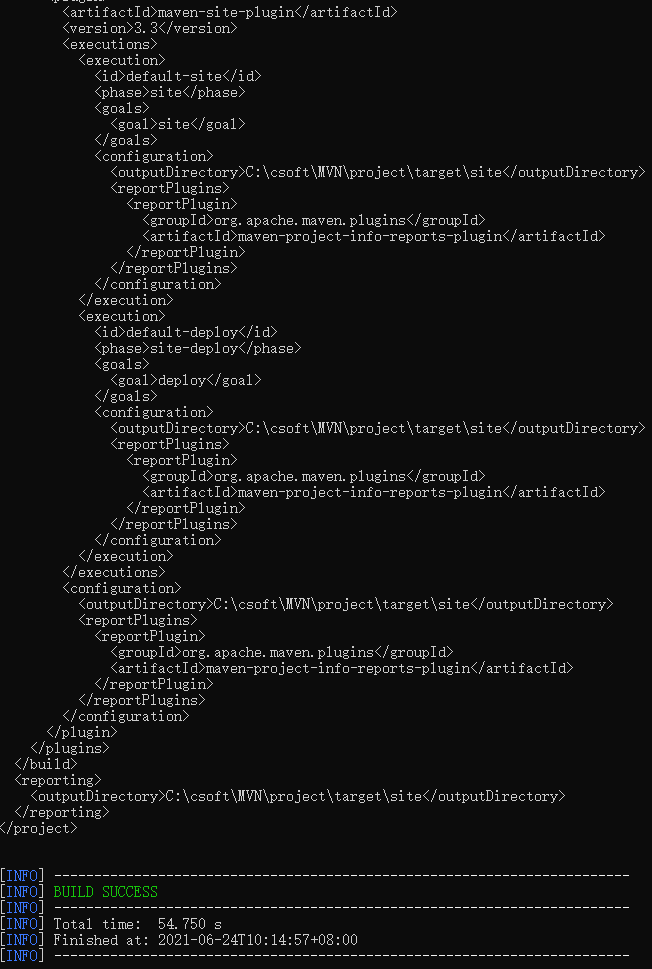 <artifactId>maven-site-plugin</artifactId>
<version>3.3</version>
<executions>
<execution>
<id>default-site</id>
<phase>site</phase>
<goals>
<goal>site</goal>
</goals>
<configuration>
<outputDirectory>C:\csoft\MVN\project\target\site</outputDirectory>
<reportPlugins>
<reportPlugin>
<groupId>org.apache.maven.plugins</groupId>
<artifactId>maven-project-info-reports-plugin</artifactId>
</reportPlugin>
</reportPlugins>
</configuration>
</execution>
<execution>
<id>default-deploy</id>
<phase>site-deploy</phase>
<goals>
<goal>deploy</goal>
</goals>
<configuration>
<outputDirectory>C:\csoft\MVN\project\target\site</outputDirectory>
<reportPlugins>
<reportPlugin>
<groupId>org.apache.maven.plugins</groupId>
<artifactId>maven-project-info-reports-plugin</artifactId>
</reportPlugin>
</reportPlugins>
</configuration>
</execution>
</executions>
<configuration>
<outputDirectory>C:\csoft\MVN\project\target\site</outputDirectory>
<reportPlugins>
<reportPlugin>
<groupId>org.apache.maven.plugins</groupId>
<artifactId>maven-project-info-reports-plugin</artifactId>
</reportPlugin>
</reportPlugins>
</configuration>
</plugin>
</plugins>
</build>
<reporting>
<outputDirectory>C:\csoft\MVN\project\target\site</outputDirectory>
</reporting>
</project>
[INFO] ------------------------------------------------------------------------
[INFO] BUILD SUCCESS
[INFO] ------------------------------------------------------------------------
[INFO] Total time:  54.750 s
[INFO] Finished at: 2021-06-24T10:14:57+08:00
[INFO] ------------------------------------------------------------------------